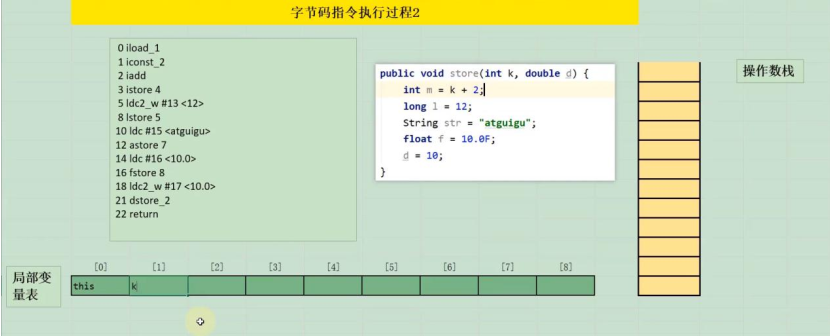 字节码指令执行过程2
0 iload_1
1 iconst_2
2 iadd
3 istore 4
5 ldc2_w #13 <12>
8 lstore 5
10 ldc #15 <atguigu>
12 astore 7
14 ldc #16 <10.0>
16 fstore 8
18 ldc2_w #17 <10.0>
21 dstore_2
22 return
public void store(int k, double d) {
int m = k + 2;
long l = 12;
String str = "atguigu";
float f = 10.0F;
d = 10;
}
操作数栈
[0] [1] [2] [3] [4] [5] [6] [7] [8]
局部变
量表
this k